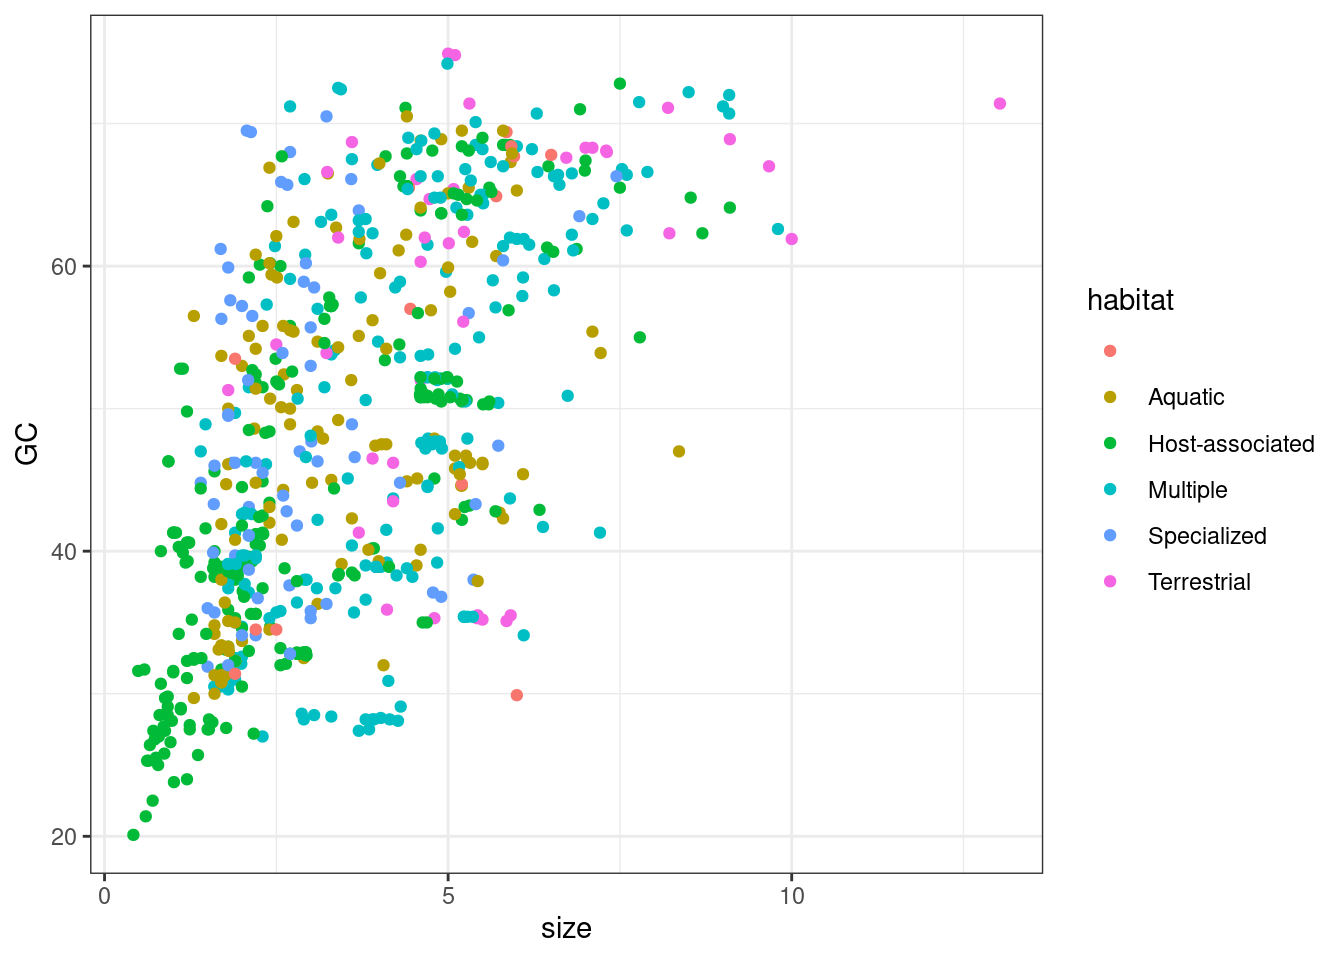 60
40
20
GC
0 5 10
size
habitat
Aquatic
Host-associated
Multiple
Specialized
Terrestrial